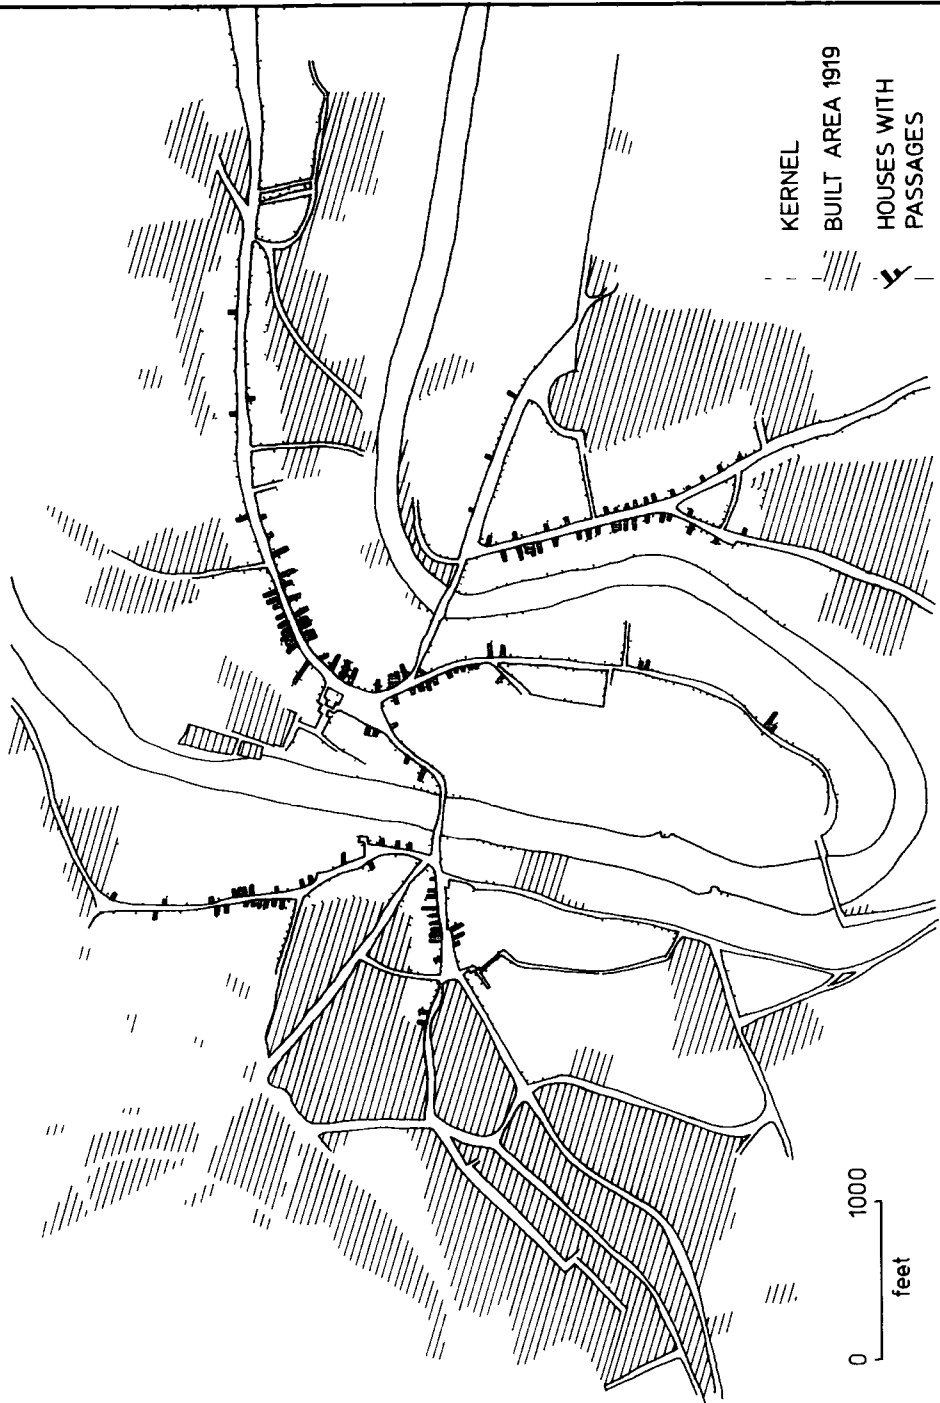 KERNEL
BUILT AREA 1919
HOUSES WITH
PASSAGES
0 1000
feet